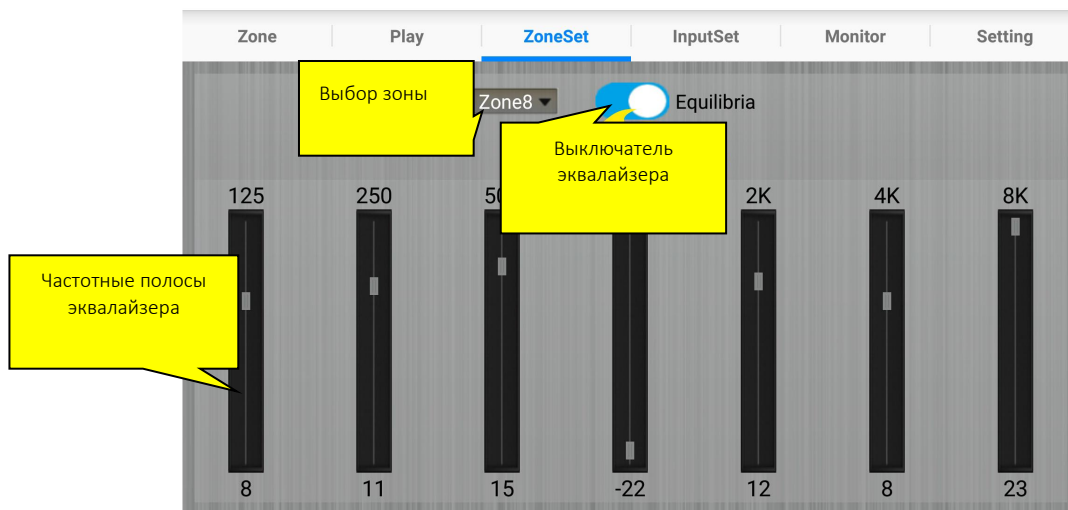 Zone Play ZoneSet InputSet Monitor Setting
Выбор зоны
Zone8
Equilibria
Выключатель
эквалайзера
125 250 2K 4K 8K
Частотные полосы
эквалайзера
8 11 15 -22 12 8 23